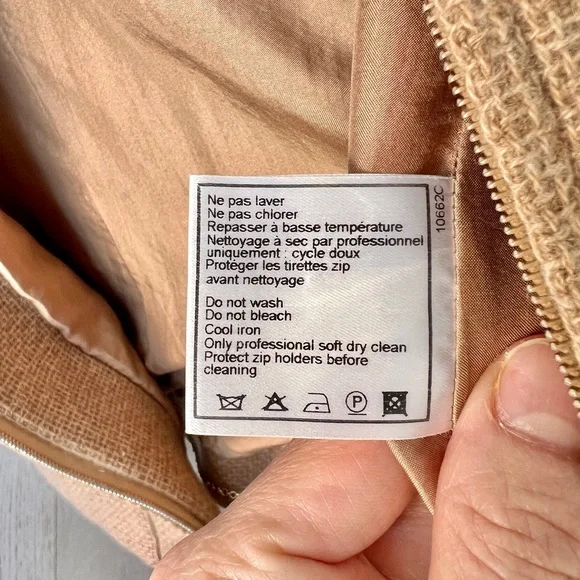 Ne pas laver
Ne pas chlorer
Repasser à basse température
Nettoyage à sec par professionnel
uniquement : cycle doux
Protéger les tirettes zip
avant nettoyage
Do not wash
Do not bleach
Cool iron
Only professional soft dry clean
Protect zip holders before
cleaning
P
10662C